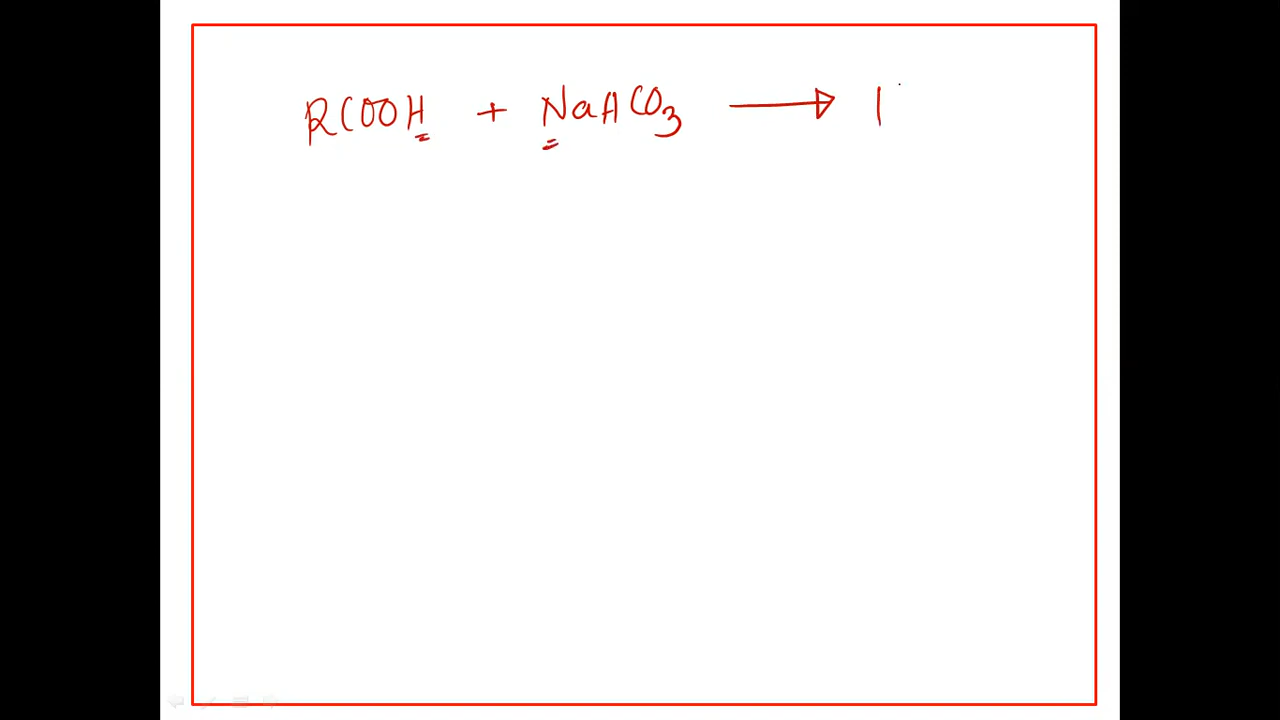 RCOOH + NaHCO₃ → |